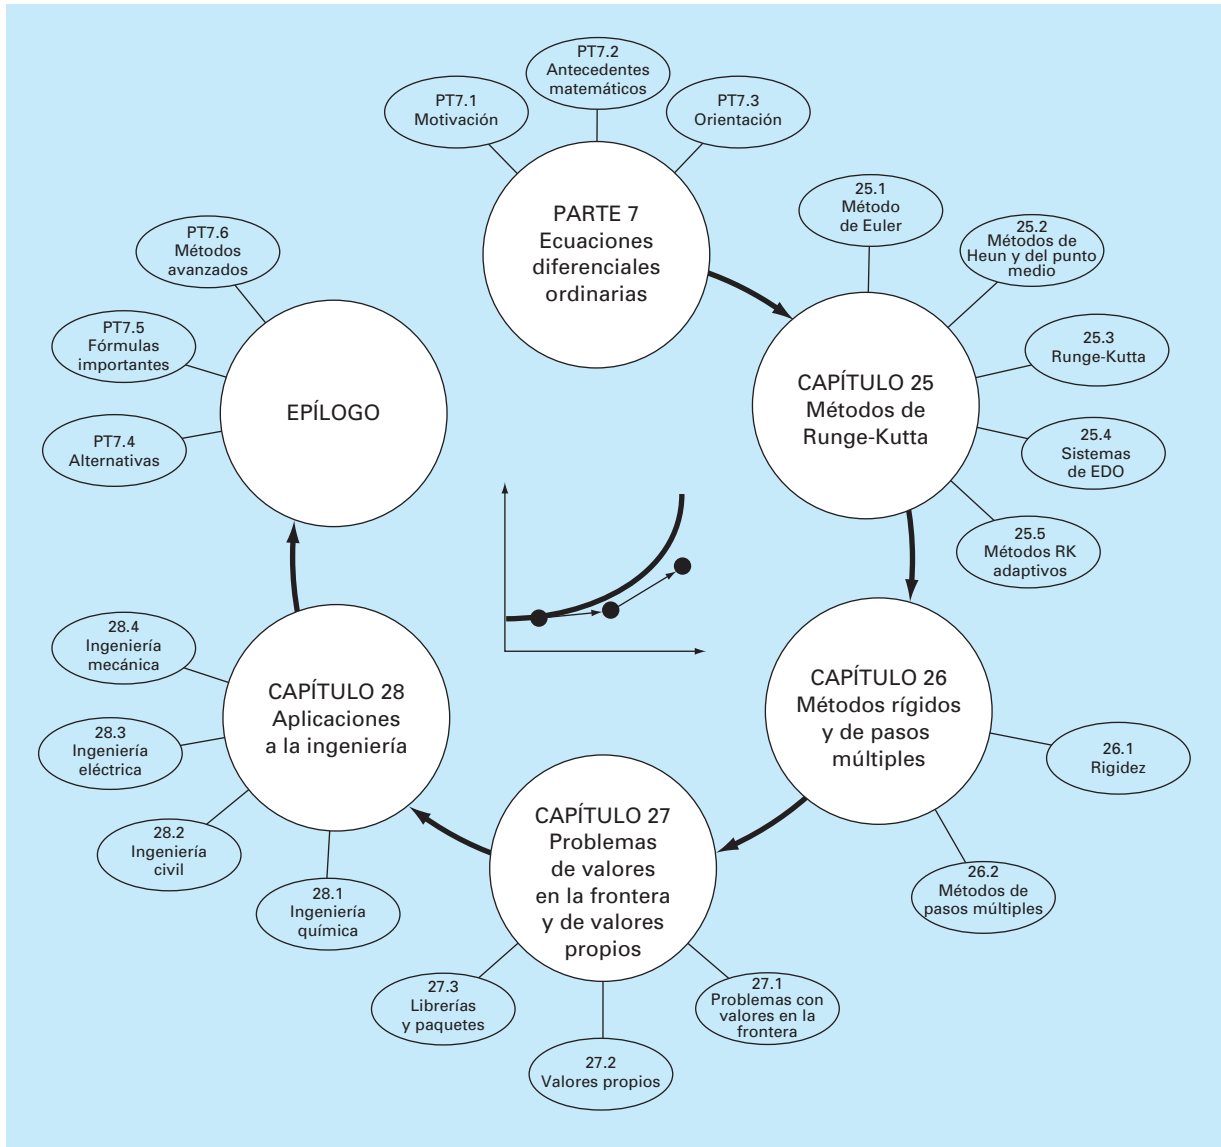 PT7.1
Motivación
PT7.2
Antecedentes
matemáticos
PT7.3
Orientación
PARTE 7
Ecuaciones
diferenciales
ordinarias
25.1
Método
de Euler
25.2
Métodos de
Heun y del punto
medio
25.3
Runge-Kutta
25.4
Sistemas
de EDO
25.5
Métodos RK
adaptivos
CAPÍTULO 25
Métodos de
Runge-Kutta
CAPÍTULO 26
Métodos rígidos
y de pasos
múltiples
26.1
Rigidez
26.2
Métodos de
pasos múltiples
CAPÍTULO 27
Problemas
de valores
en la frontera
y de valores
propios
27.1
Problemas con
valores en la
frontera
27.2
Valores propios
27.3
Librerías
y paquetes
CAPÍTULO 28
Aplicaciones
a la ingeniería
28.1
Ingeniería
química
28.2
Ingeniería
civil
28.3
Ingeniería
eléctrica
28.4
Ingeniería
mecánica
EPÍLOGO
PT7.4
Alternativas
PT7.5
Fórmulas
importantes
PT7.6
Métodos
avanzados